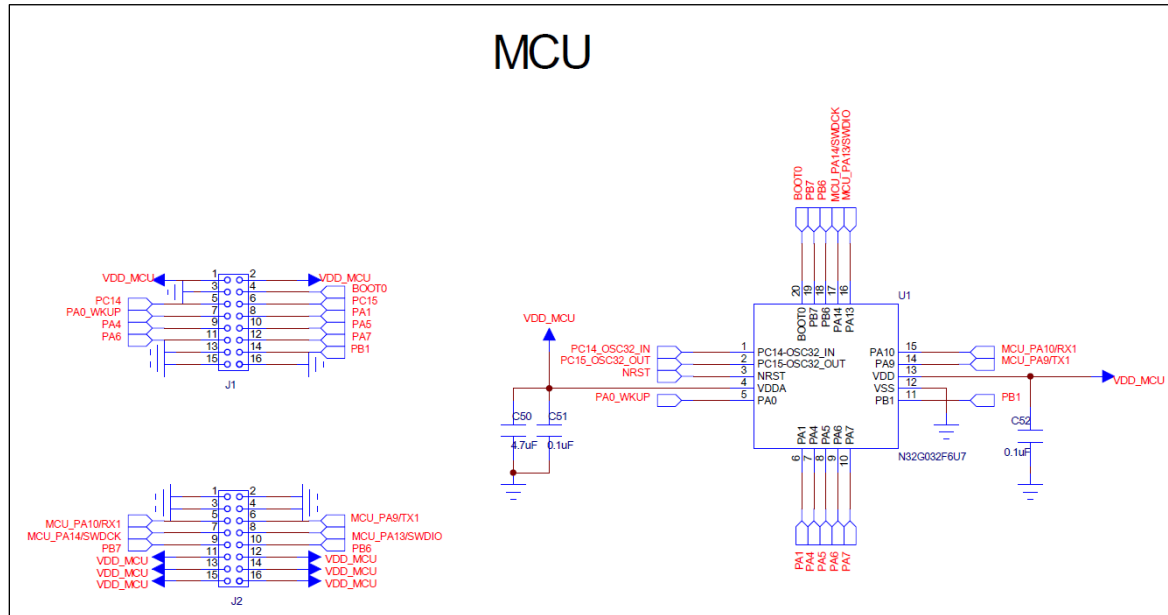 MCU
BOOT0
PB7
PB6
MCU_PA14/SWDCK
MCU_PA13/SWDIO
20
19
18
17
16
U1
BOOT0
PB7
PB6
PA14
PA13
VDD_MCU 1 2 VDD_MCU
3 4 BOOT0
PC14 5 6 PC15
PA0_WKUP 7 8 PA1
PA4 9 10 PA5
PA6 11 12 PA7
13 14 PB1
15 16
J1
VDD_MCU
PC14_OSC32_IN 1 PC14-OSC32_IN
PC15_OSC32_OUT 2 PC15-OSC32_OUT
NRST 3 NRST
4 VDDA
PA0_WKUP 5 PA0
PA10 15 MCU_PA10/RX1
PA9 14 MCU_PA9/TX1
VDD 13 VDD_MCU
VSS 12
PB1 11 PB1
C50
4.7uF
C51
0.1uF
C52
0.1uF
PA1
PA4
PA5
PA6
PA7
6
7
8
9
10
N32G032F6U7
PA1
PA4
PA5
PA6
PA7
1 2
3 4
MCU_PA10/RX1 5 6 MCU_PA9/TX1
MCU_PA14/SWDCK 7 8 MCU_PA13/SWDIO
PB7 9 10 PB6
VDD_MCU 11 12 VDD_MCU
VDD_MCU 13 14 VDD_MCU
VDD_MCU 15 16 VDD_MCU
J2